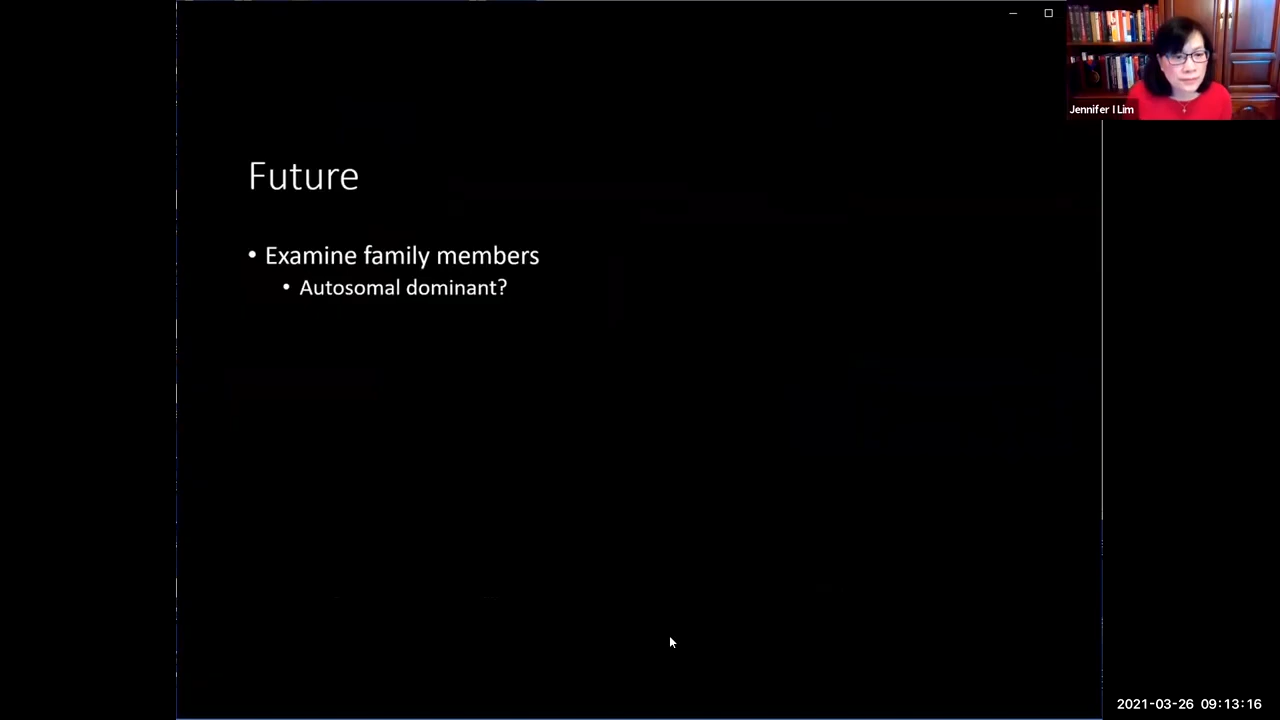 Jennifer I Lim
Future
• Examine family members
• Autosomal dominant?
2021-03-26 09:13:16